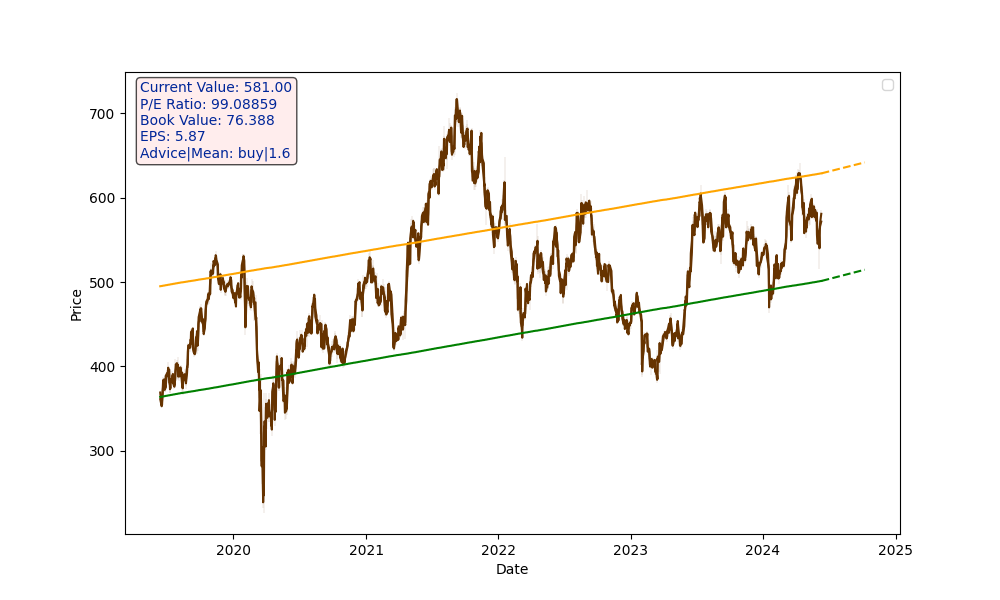 Current Value: 581.00
P/E Ratio: 99.08859
Book Value: 76.388
EPS: 5.87
Advice|Mean: buy|1.6
700
600
500
400
300
Price
2020 2021 2022 2023 2024 2025
Date